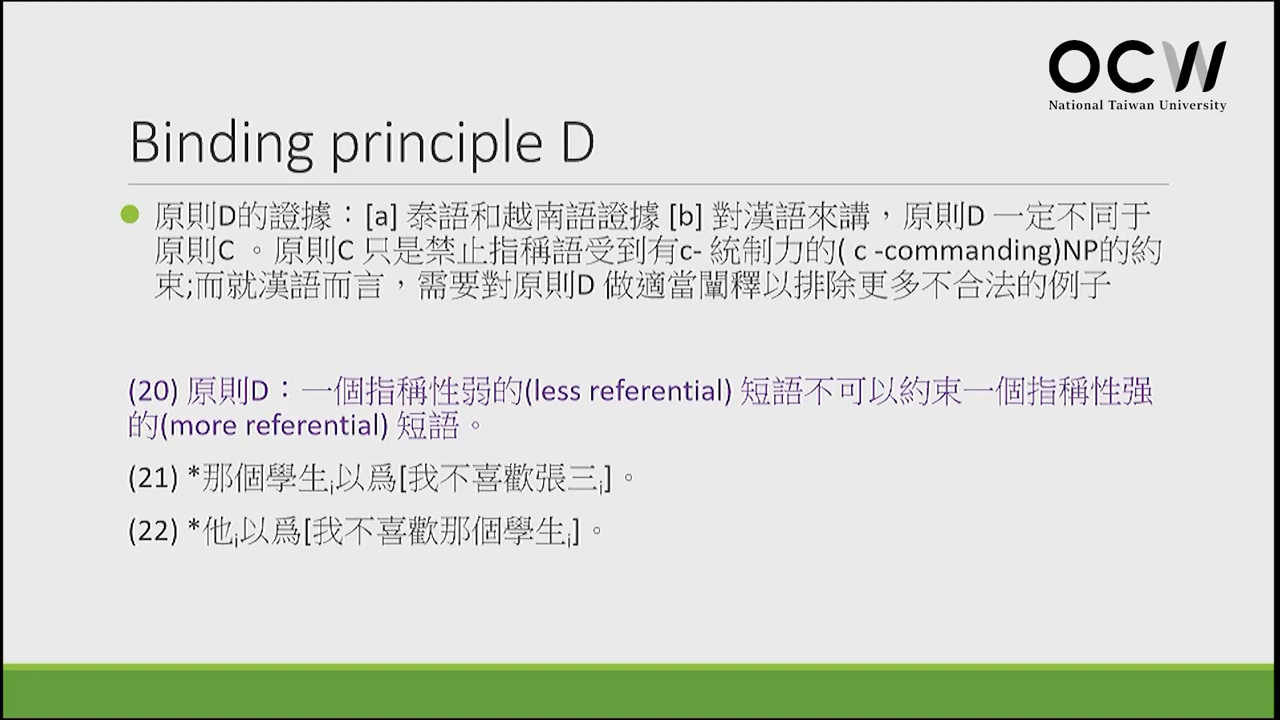 OCW
National Taiwan University
Binding principle D
原則D的證據：[a] 泰語和越南語證據 [b] 對漢語來講，原則D 一定不同于
原則C 。原則C 只是禁止指稱語受到有c- 統制力的( c -commanding)NP的約
束;而就漢語而言，需要對原則D 做適當闡釋以排除更多不合法的例子
(20) 原則D：一個指稱性弱的(less referential) 短語不可以約束一個指稱性强
的(more referential) 短語。
(21) *那個學生i以爲[我不喜歡張三i]。
(22) *他i以爲[我不喜歡那個學生i]。